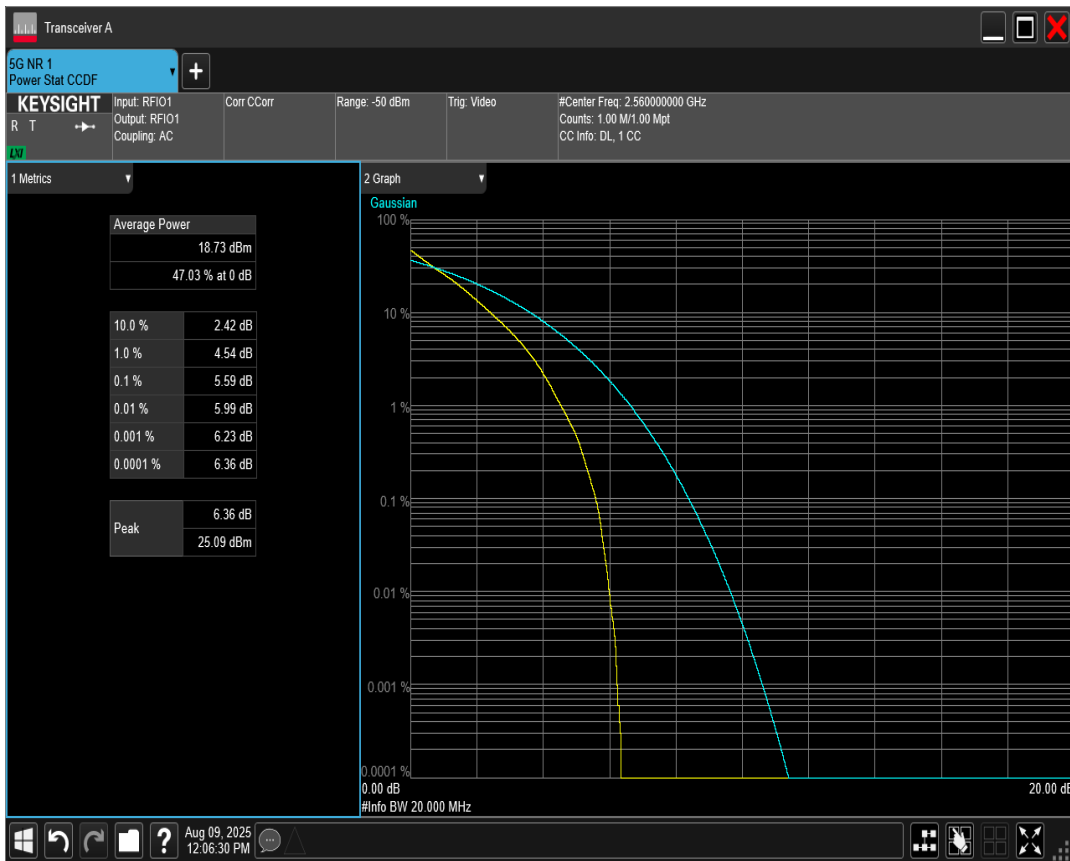 Transceiver A
5G NR 1
Power Stat CCDF
+
KEYSIGHT
R T
LXI
Input: RFIO1
Output: RFIO1
Coupling: AC
Corr CCorr
Range: -50 dBm
Trig: Video
#Center Freq: 2.560000000 GHz
Counts: 1.00 M/1.00 Mpt
CC Info: DL, 1 CC
1 Metrics
Average Power
18.73 dBm
47.03 % at 0 dB
10.0 % 2.42 dB
1.0 % 4.54 dB
0.1 % 5.59 dB
0.01 % 5.99 dB
0.001 % 6.23 dB
0.0001 % 6.36 dB
Peak 6.36 dB
25.09 dBm
2 Graph
Gaussian
100 %
10 %
1 %
0.1 %
0.01 %
0.001 %
0.0001 %
0.00 dB 20.00 dB
#Info BW 20.000 MHz
?
Aug 09, 2025
12:06:30 PM